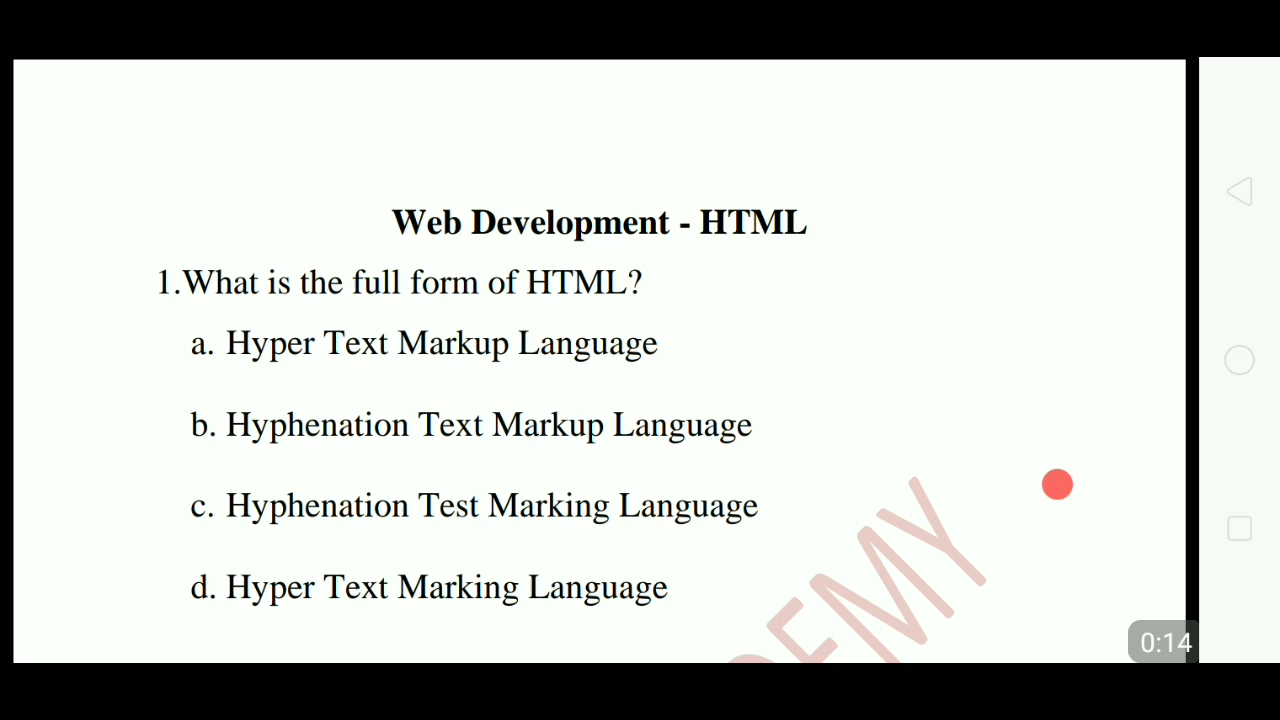 Web Development - HTML
1.What is the full form of HTML?
a. Hyper Text Markup Language
b. Hyphenation Text Markup Language
c. Hyphenation Test Marking Language
d. Hyper Text Marking Language
0:14